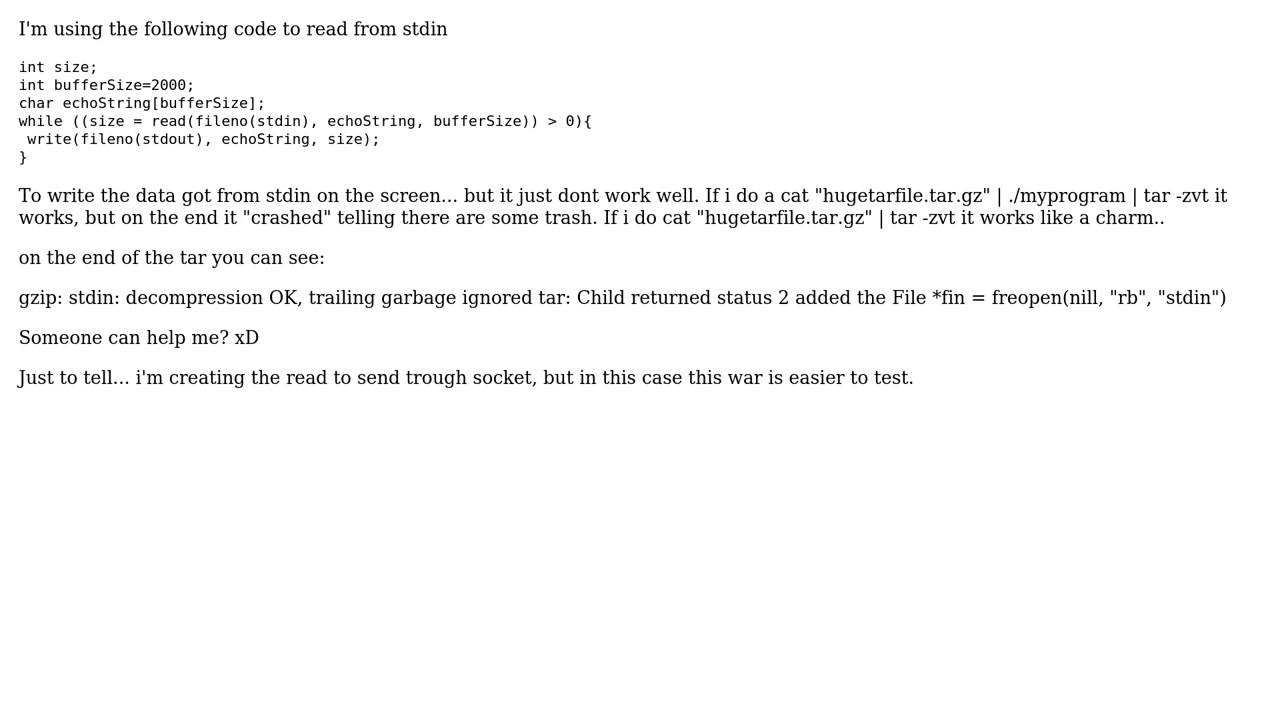 I'm using the following code to read from stdin
int size;
int bufferSize=2000;
char echoString[bufferSize];
while ((size = read(fileno(stdin), echoString, bufferSize)) > 0){
 write(fileno(stdout), echoString, size);
}
To write the data got from stdin on the screen... but it just dont work well. If i do a cat "hugetarfile.tar.gz" | ./myprogram | tar -zvt it
works, but on the end it "crashed" telling there are some trash. If i do cat "hugetarfile.tar.gz" | tar -zvt it works like a charm..
on the end of the tar you can see:
gzip: stdin: decompression OK, trailing garbage ignored tar: Child returned status 2 added the File *fin = freopen(nill, "rb", "stdin")
Someone can help me? xD
Just to tell... i'm creating the read to send trough socket, but in this case this war is easier to test.